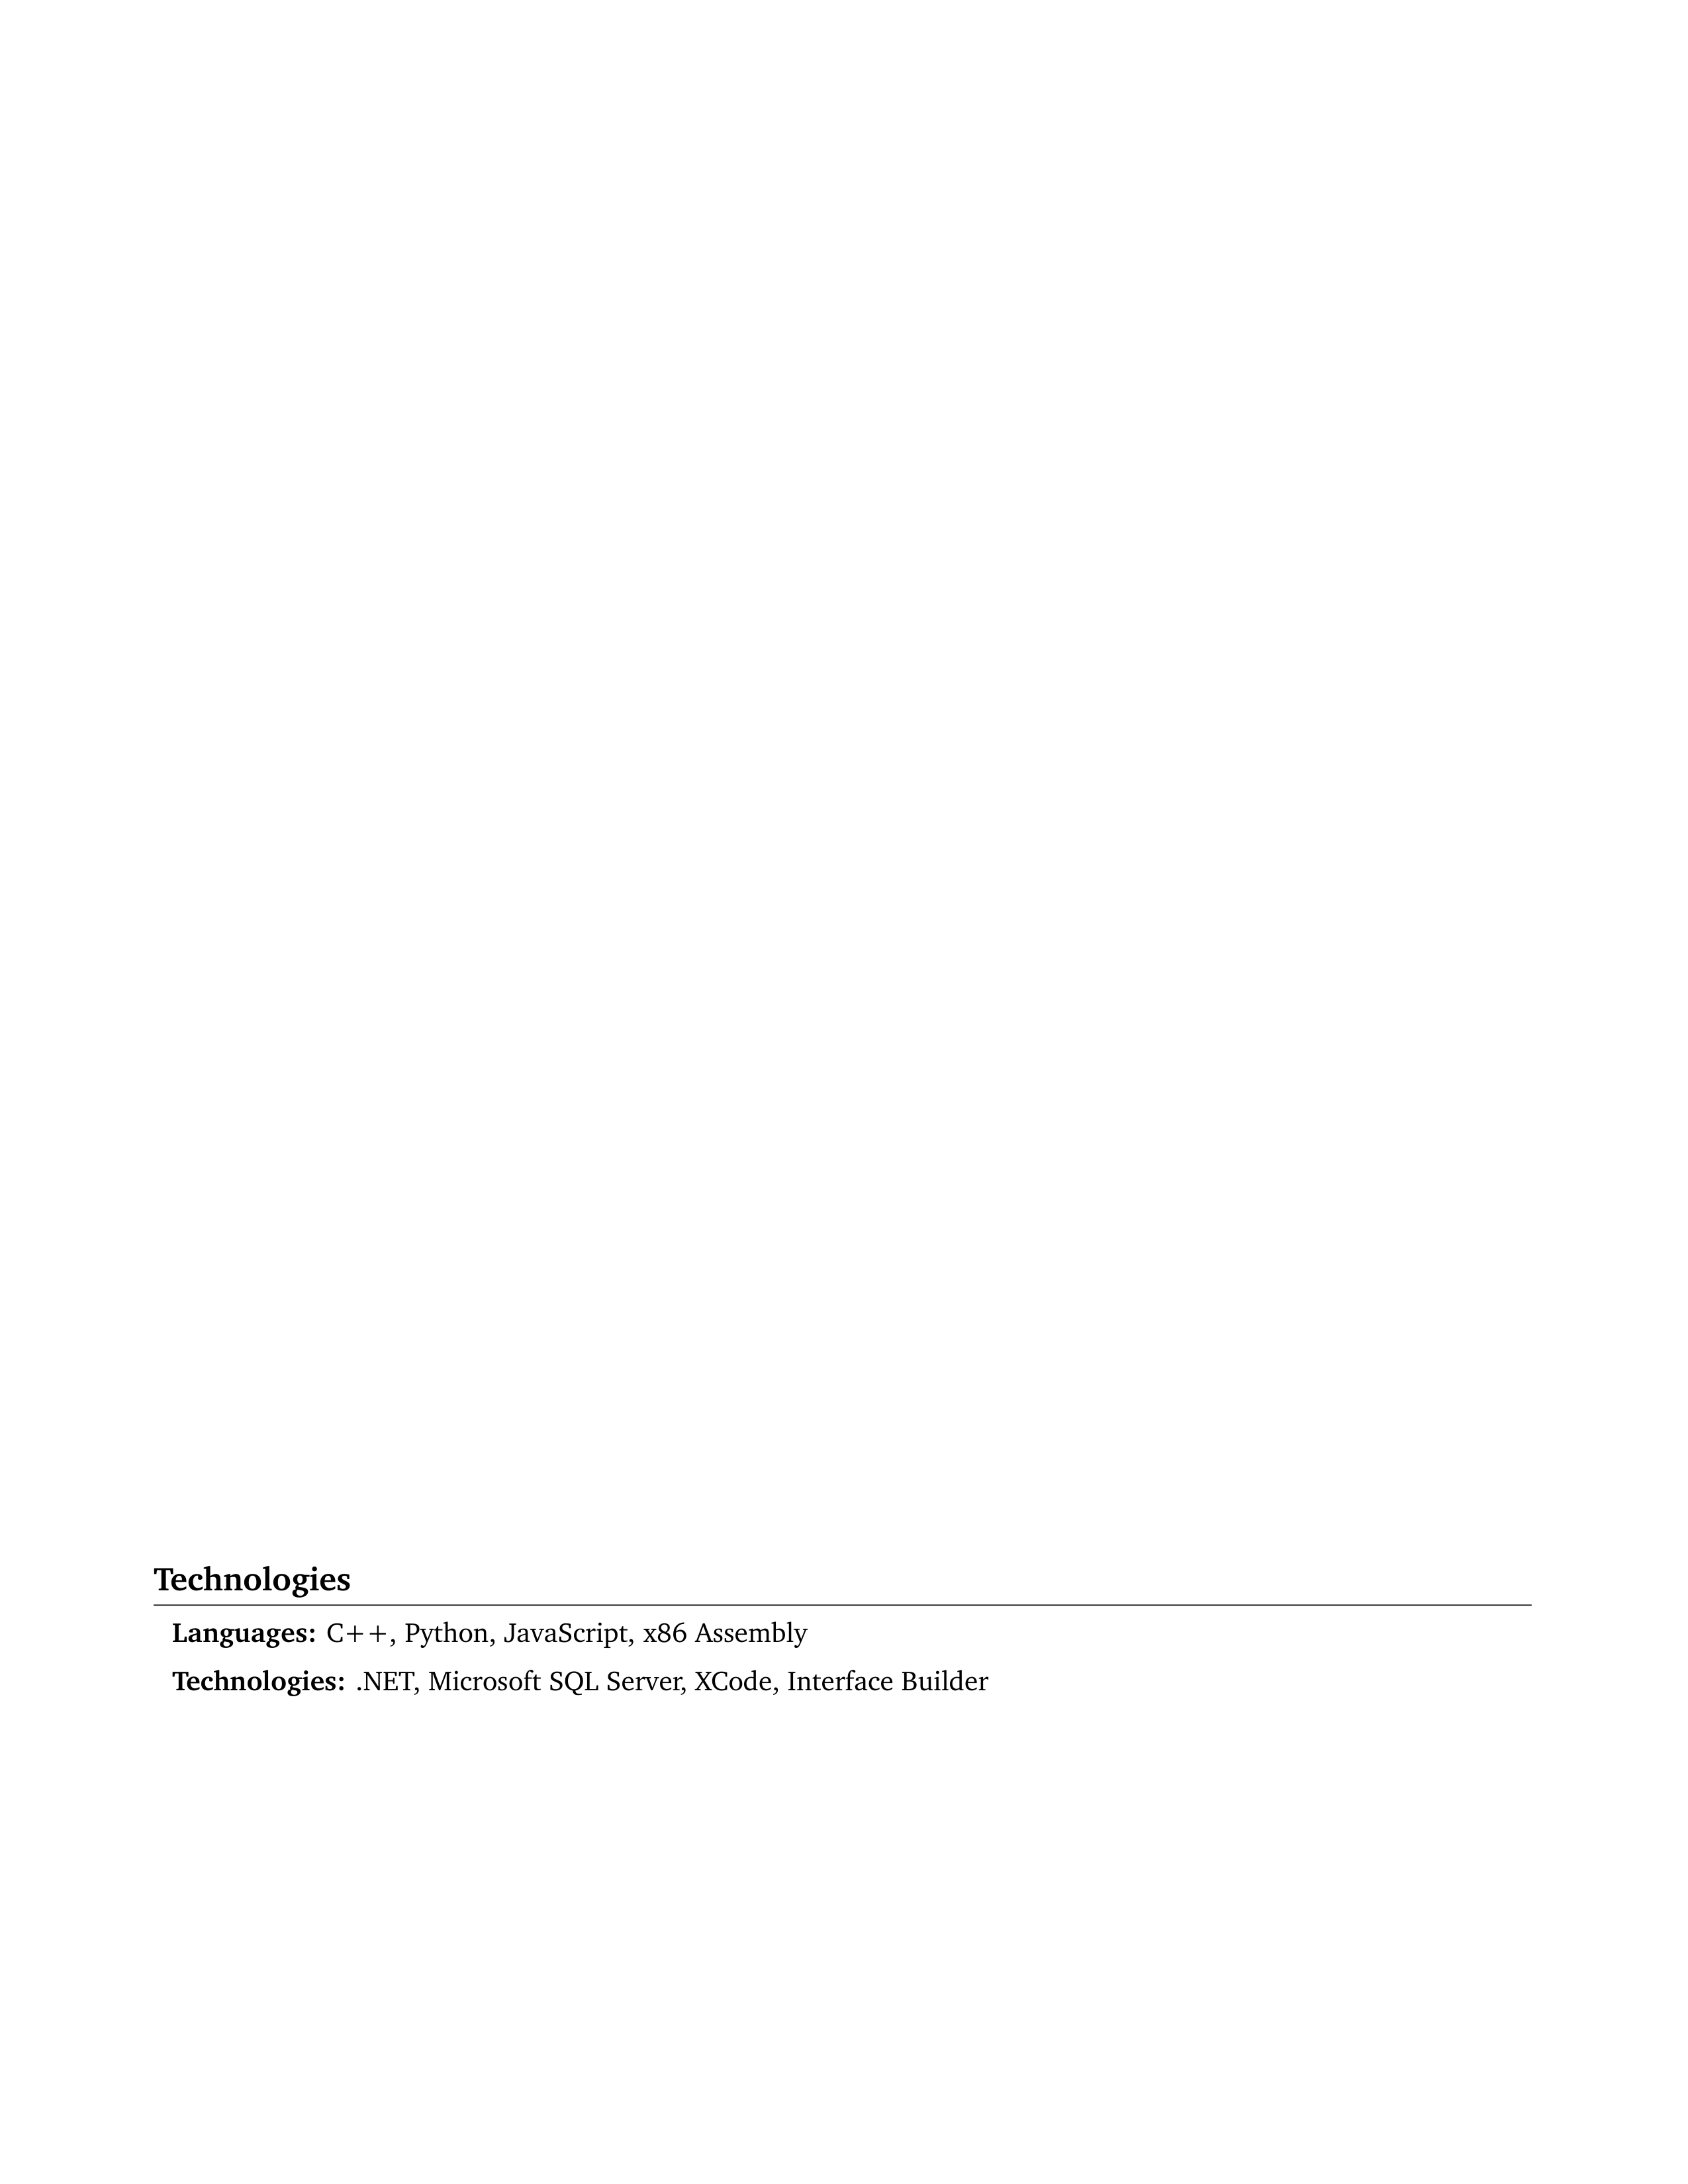 Technologies
Languages: C++, Python, JavaScript, x86 Assembly
Technologies: .NET, Microsoft SQL Server, XCode, Interface Builder